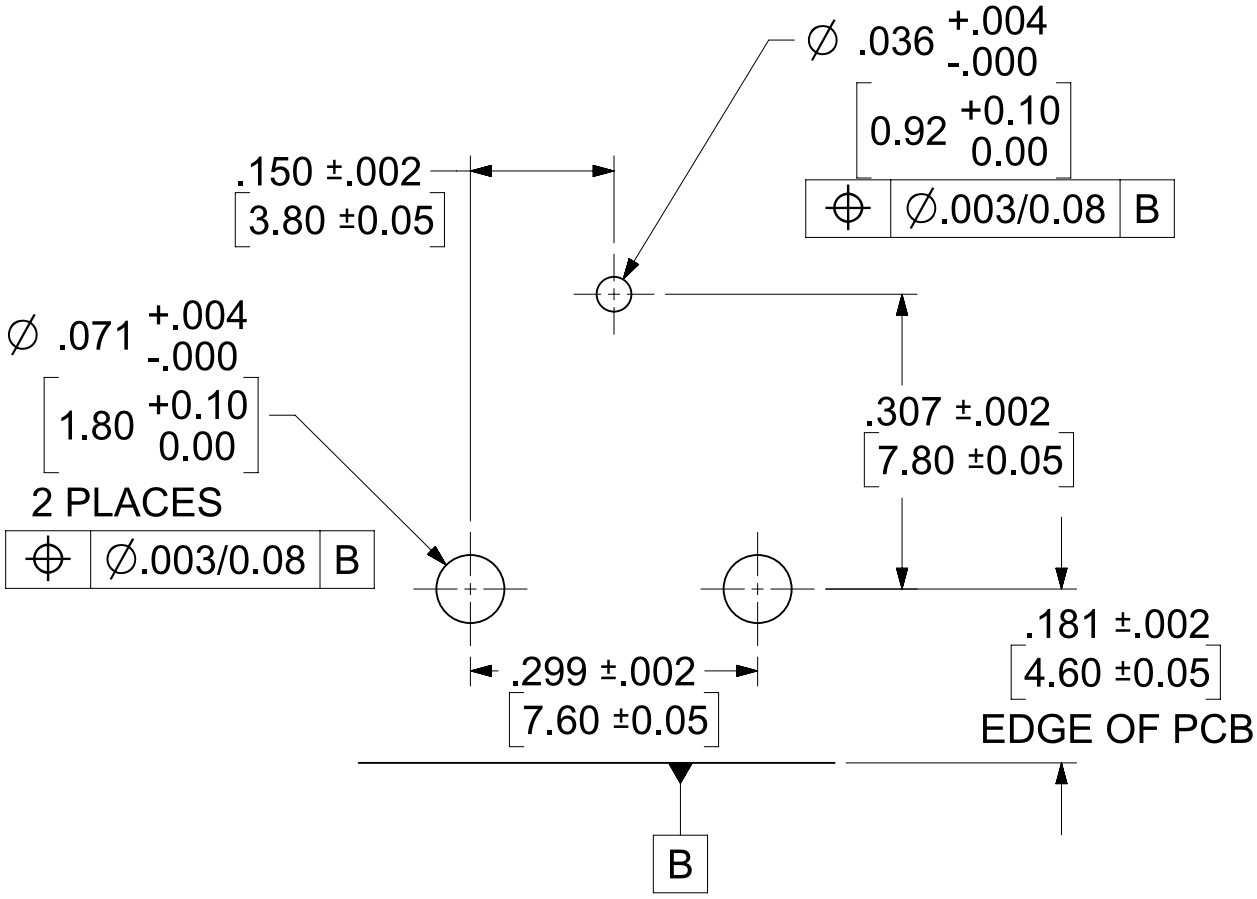 ⌀ .036 +.004
-.000
[0.92 +0.10
0.00]
⌖ ⌀.003/0.08 B
.150 ±.002
[3.80 ±0.05]
⌀ .071 +.004
-.000
[1.80 +0.10
0.00]
2 PLACES
⌖ ⌀.003/0.08 B
.307 ±.002
[7.80 ±0.05]
.181 ±.002
[4.60 ±0.05]
EDGE OF PCB
.299 ±.002
[7.60 ±0.05]
B